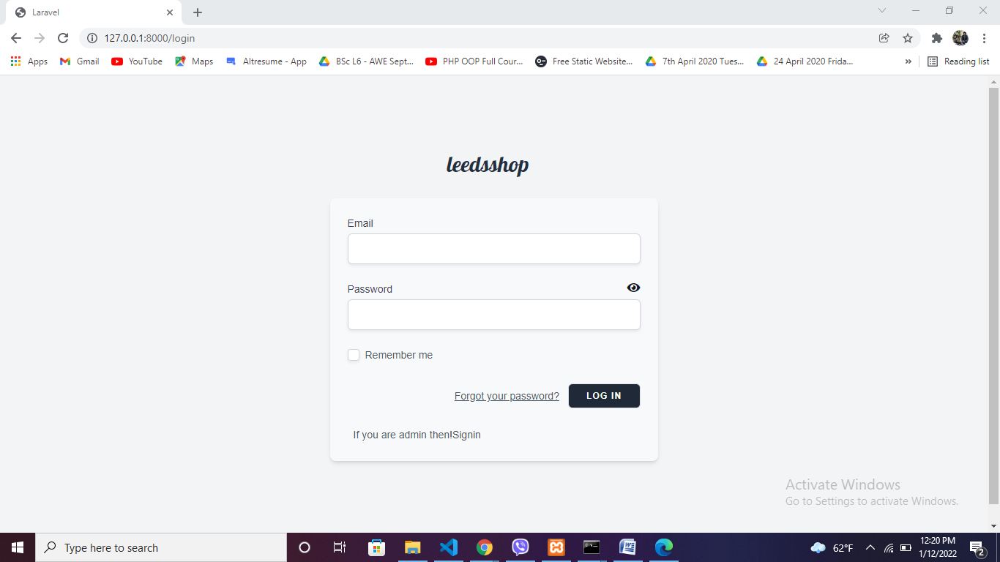 Laravel
127.0.0.1:8000/login
Apps Gmail YouTube Maps Altresume - App BSc L6 - AWE Sept... PHP OOP Full Cour... Free Static Website... 7th April 2020 Tues... 24 April 2020 Frida... » Reading list
leedsshop
Email
Password
Remember me
Forgot your password? LOG IN
If you are admin then!Signin
Activate Windows
Go to Settings to activate Windows.
Type here to search 62°F 12:20 PM
1/12/2022 2